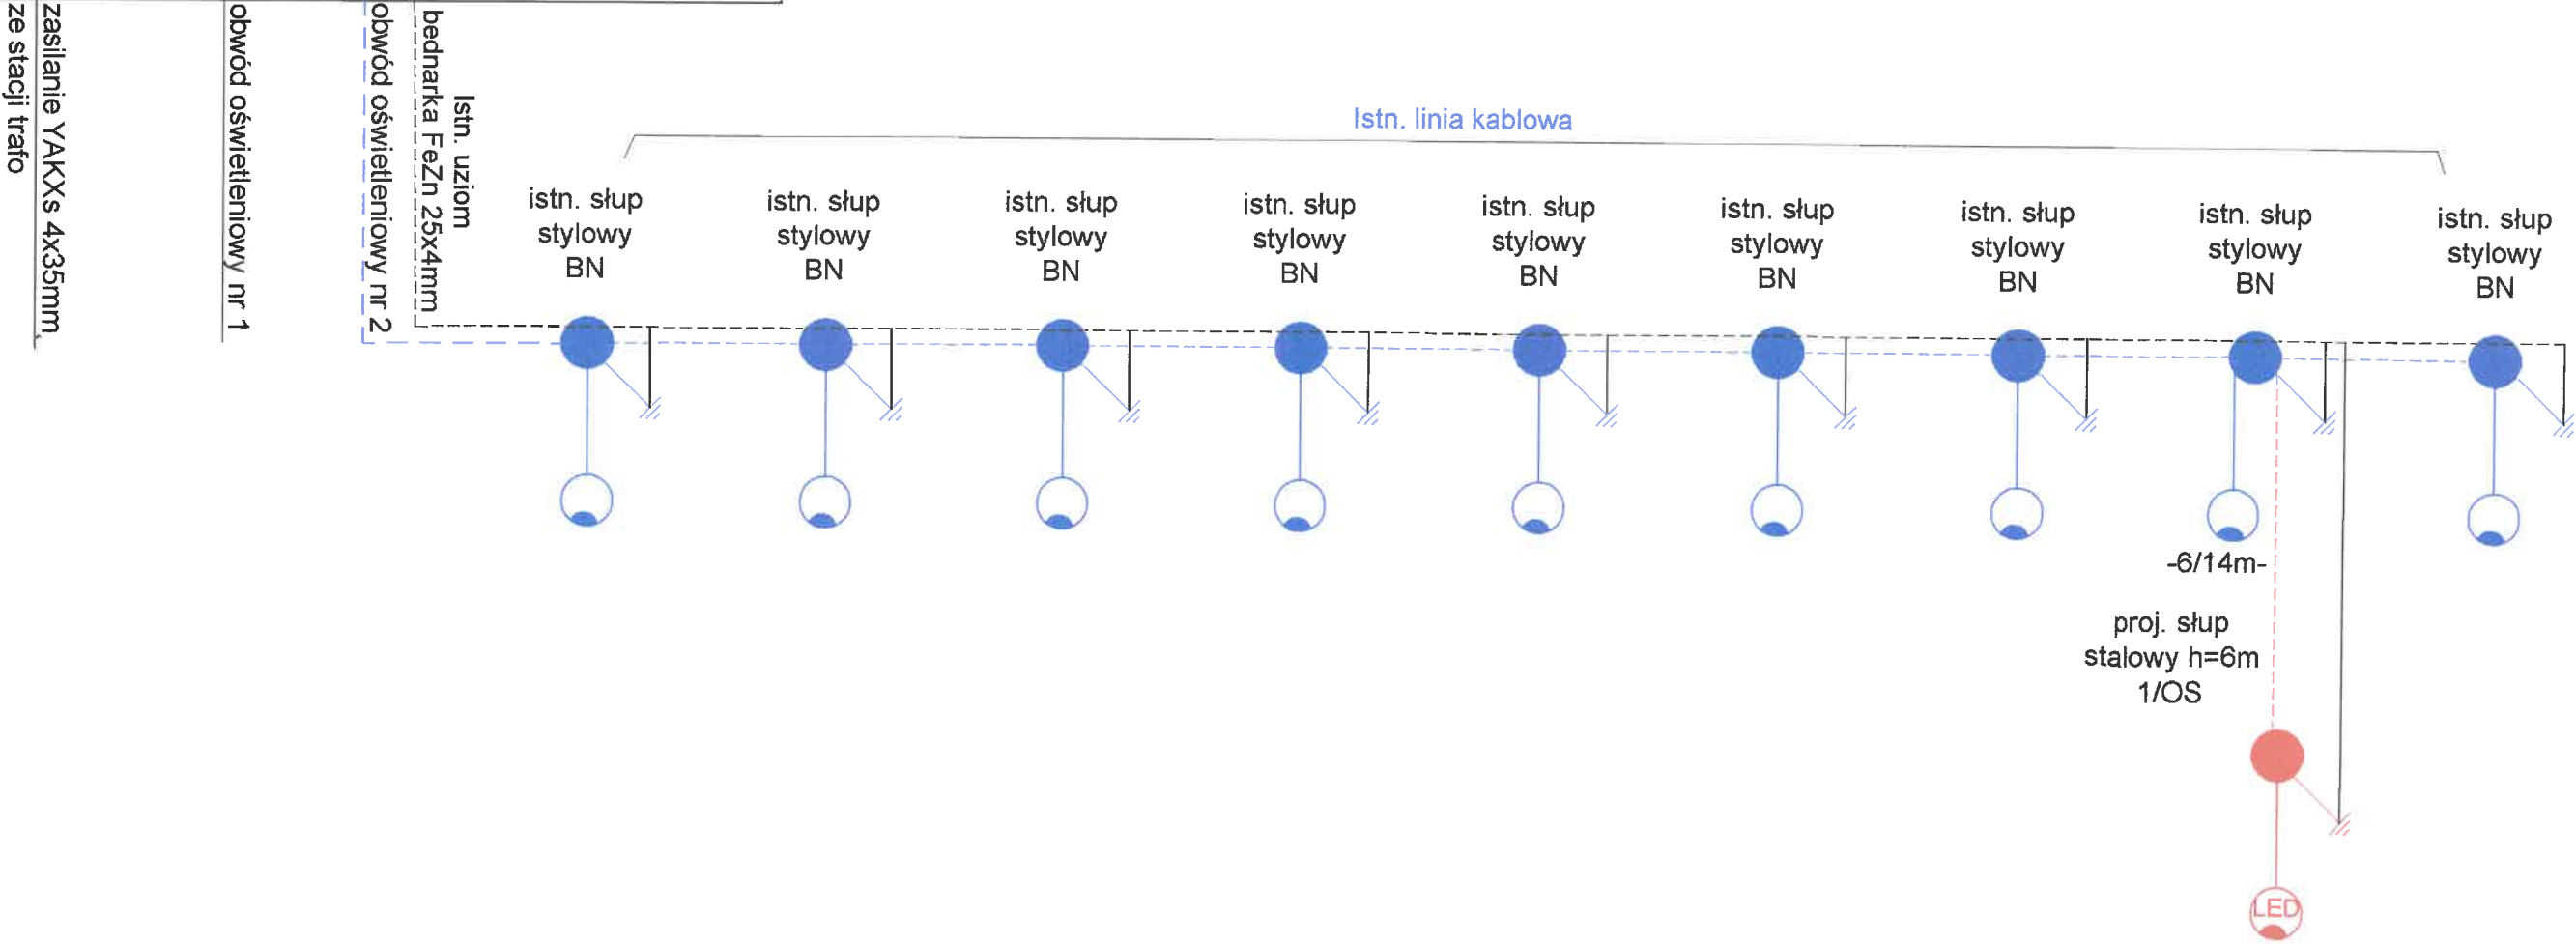 zasilanie YAKXs 4x35mm,
ze stacji trafo
obwód oświetleniowy nr 1
obwód oświetleniowy nr 2
Istn. uziom
bednarka FeZn 25x4mm
Istn. linia kablowa
istn. słup
stylowy
BN
istn. słup
stylowy
BN
istn. słup
stylowy
BN
istn. słup
stylowy
BN
istn. słup
stylowy
BN
istn. słup
stylowy
BN
istn. słup
stylowy
BN
istn. słup
stylowy
BN
istn. słup
stylowy
BN
-6/14m-
proj. słup
stalowy h=6m
1/OS
LED